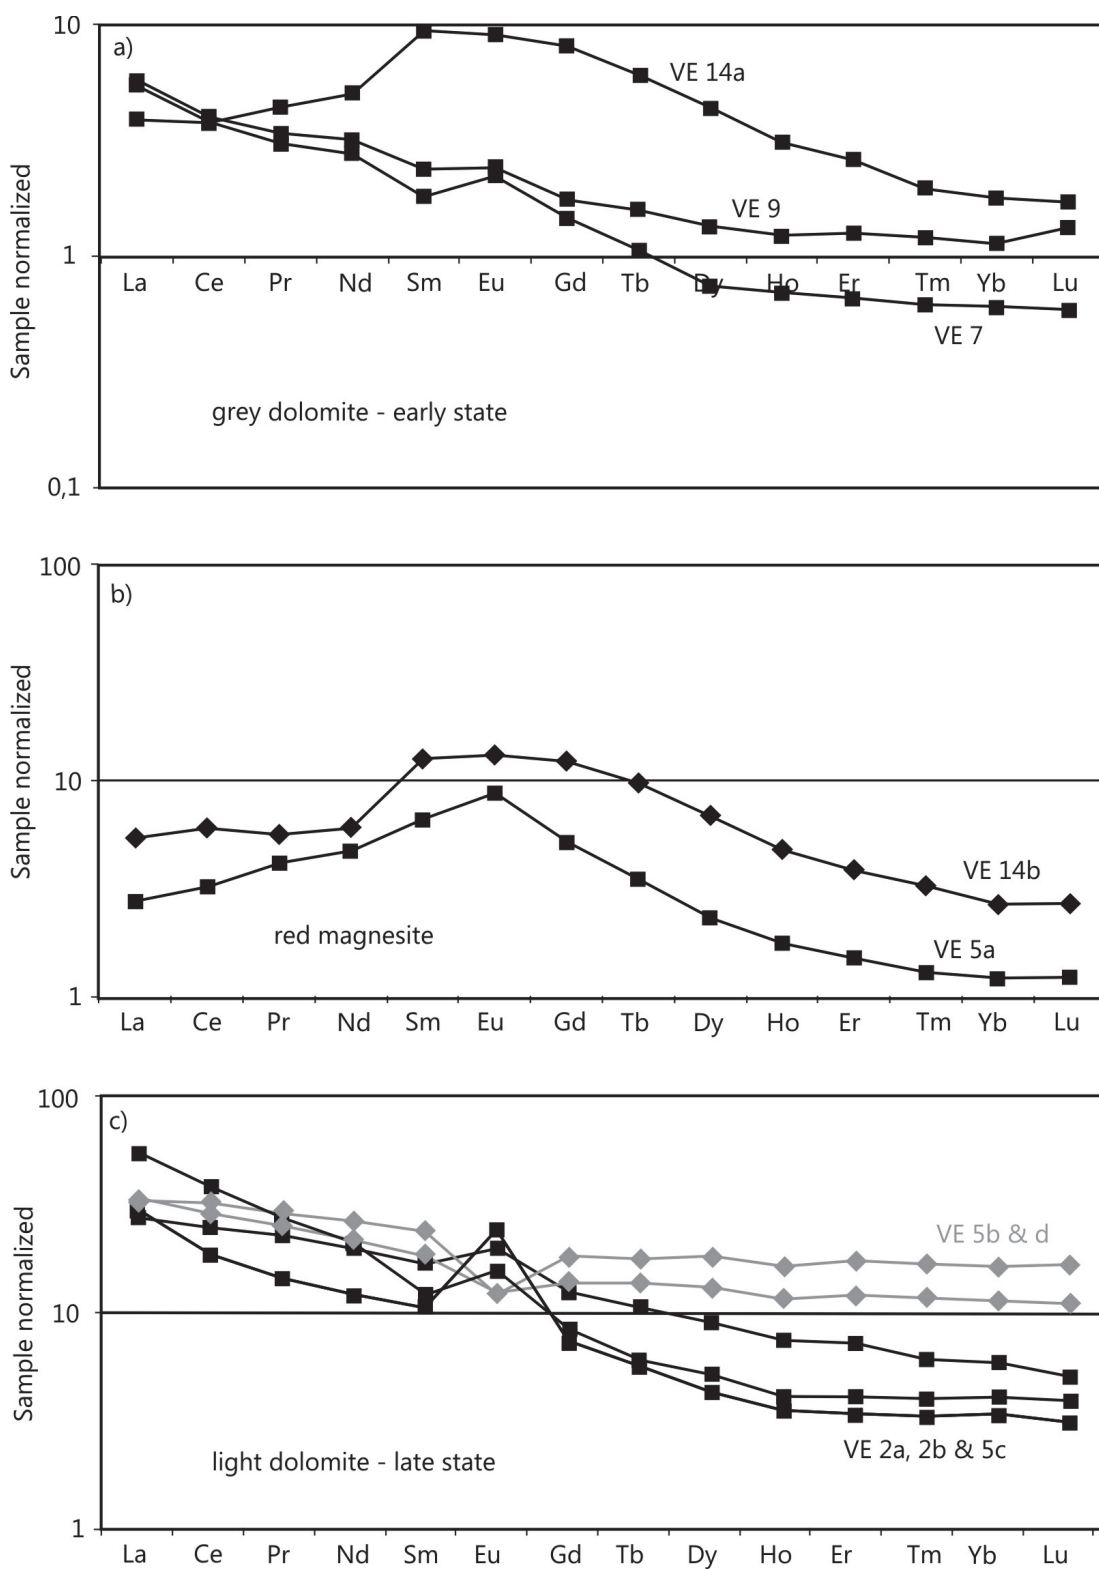 10
a)
VE 14a
VE 9
Sample normalized
1
La Ce Pr Nd Sm Eu Gd Tb Dy Ho Er Tm Yb Lu
VE 7
grey dolomite - early state
0,1
100
b)
Sample normalized
10
VE 14b
red magnesite
VE 5a
1
La Ce Pr Nd Sm Eu Gd Tb Dy Ho Er Tm Yb Lu
100
c)
VE 5b & d
Sample normalized
10
VE 2a, 2b & 5c
light dolomite - late state
1
La Ce Pr Nd Sm Eu Gd Tb Dy Ho Er Tm Yb Lu